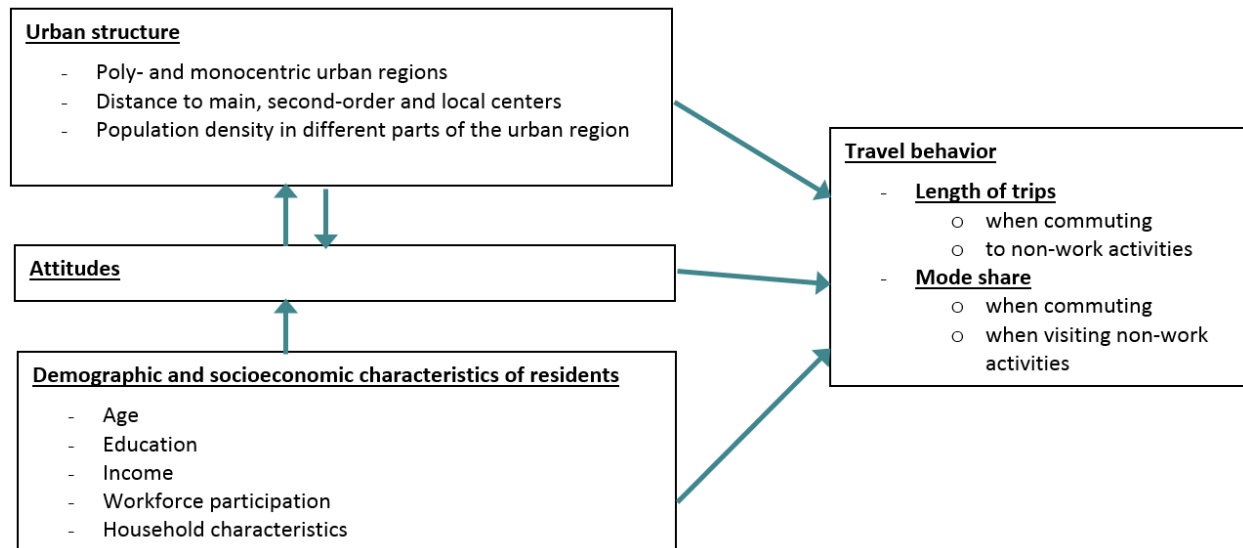 Urban structure
- Poly- and monocentric urban regions
- Distance to main, second-order and local centers
- Population density in different parts of the urban region
Attitudes
Demographic and socioeconomic characteristics of residents
- Age
- Education
- Income
- Workforce participation
- Household characteristics
Travel behavior
- Length of trips
o when commuting
o to non-work activities
- Mode share
o when commuting
o when visiting non-work
activities